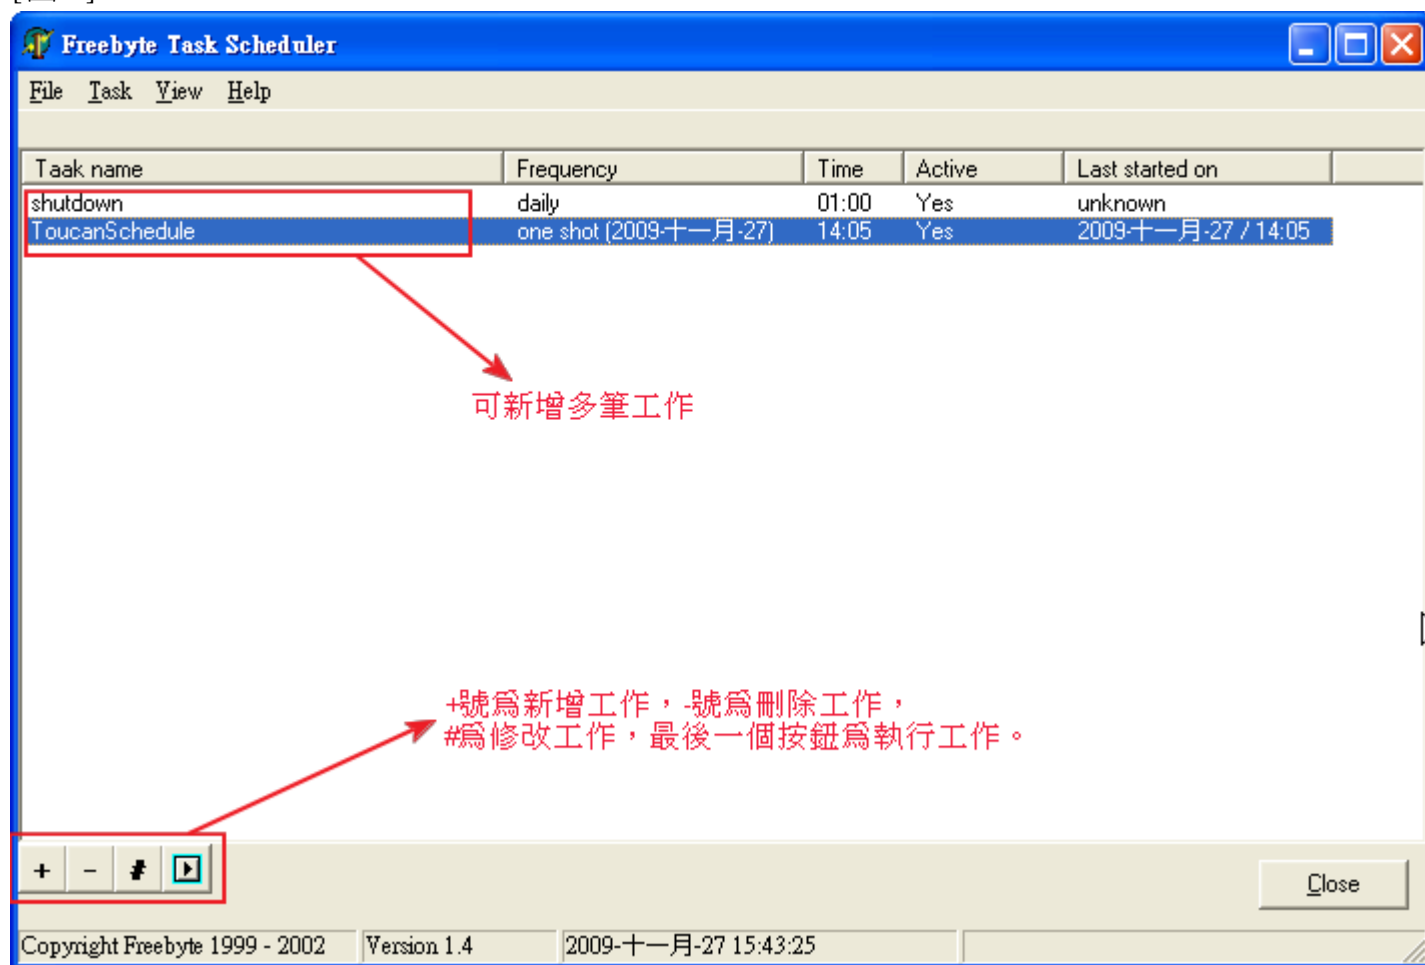 Freebyte Task Scheduler
File Task View Help
Taak name Frequency Time Active Last started on
shutdown daily 01:00 Yes unknown
ToucanSchedule one shot (2009-十一月-27) 14:05 Yes 2009-十一月-27 / 14:05
可新增多筆工作
+號為新增工作，-號為刪除工作，
#為修改工作，最後一個按鈕為執行工作。
+ - #
Close
Copyright Freebyte 1999 - 2002 Version 1.4 2009-十一月-27 15:43:25